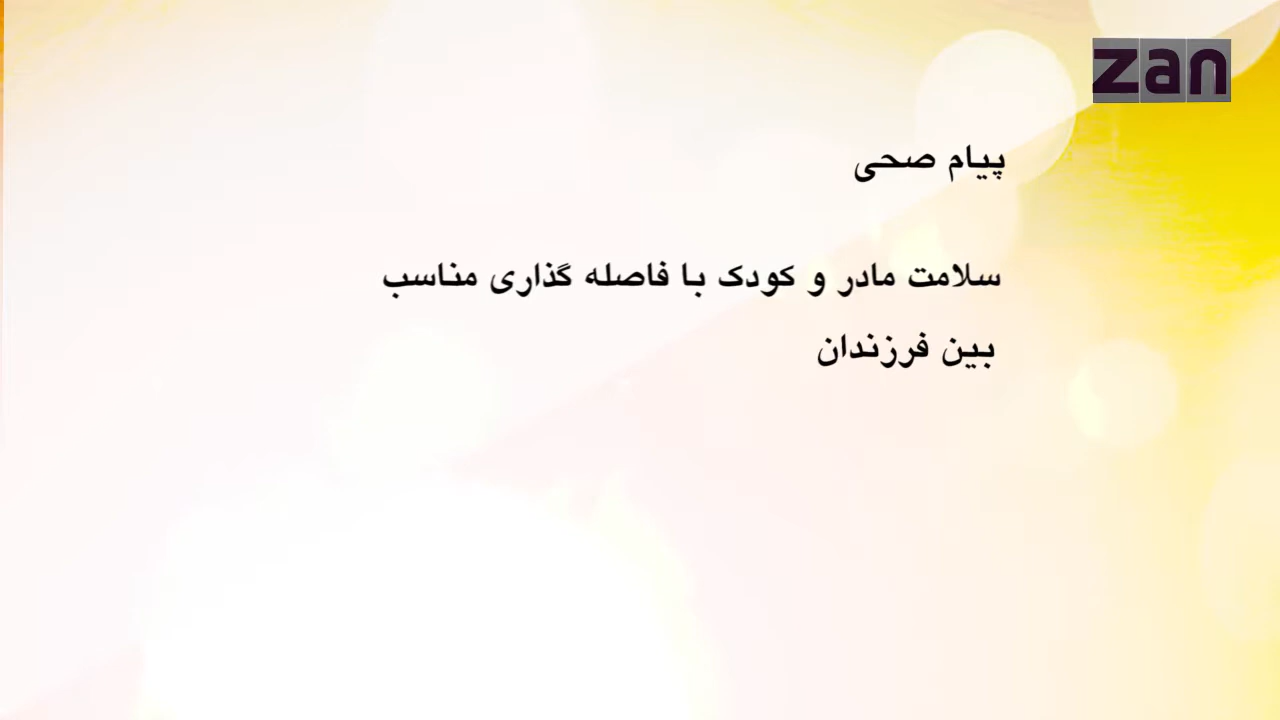 zan
پیام صحی
سلامت مادر و کودک با فاصله گذاری مناسب
بین فرزندان